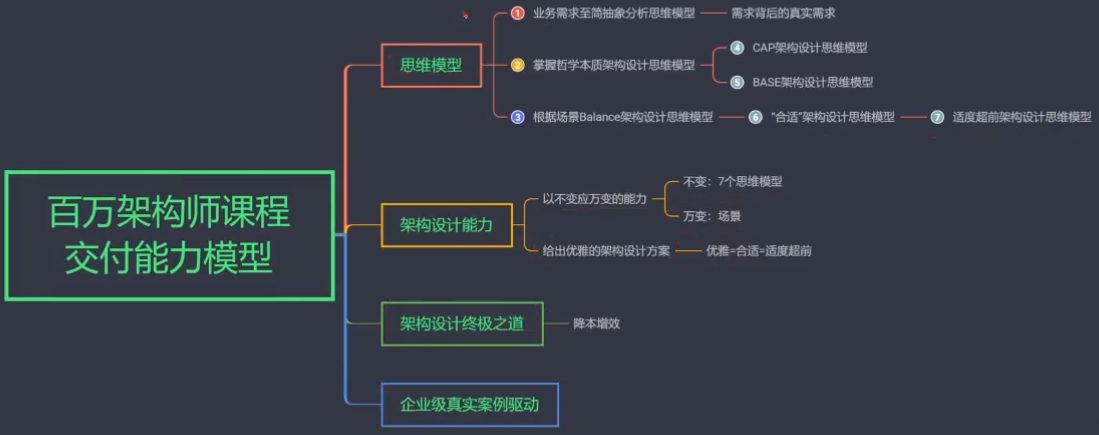 百万架构师课程
交付能力模型
思维模型
1 业务需求至简抽象分析思维模型 需求背后的真实需求
2 掌握哲学本质架构设计思维模型
4 CAP架构设计思维模型
5 BASE架构设计思维模型
3 根据场景Balance架构设计思维模型 6 "合适"架构设计思维模型 7 适度超前架构设计思维模型
架构设计能力
以不变应万变的能力
不变：7个思维模型
万变：场景
给出优雅的架构设计方案 优雅=合适=适度超前
架构设计终极之道 降本增效
企业级真实案例驱动